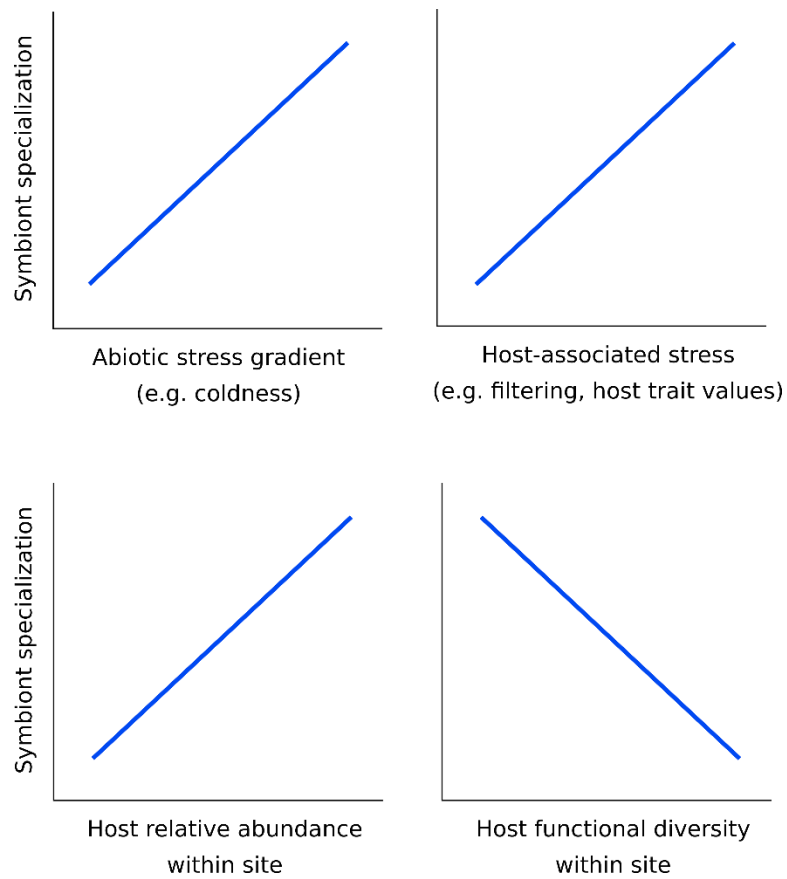 Symbiont specialization
Abiotic stress gradient
(e.g. coldness)
Host-associated stress
(e.g. filtering, host trait values)
Symbiont specialization
Host relative abundance
within site
Host functional diversity
within site